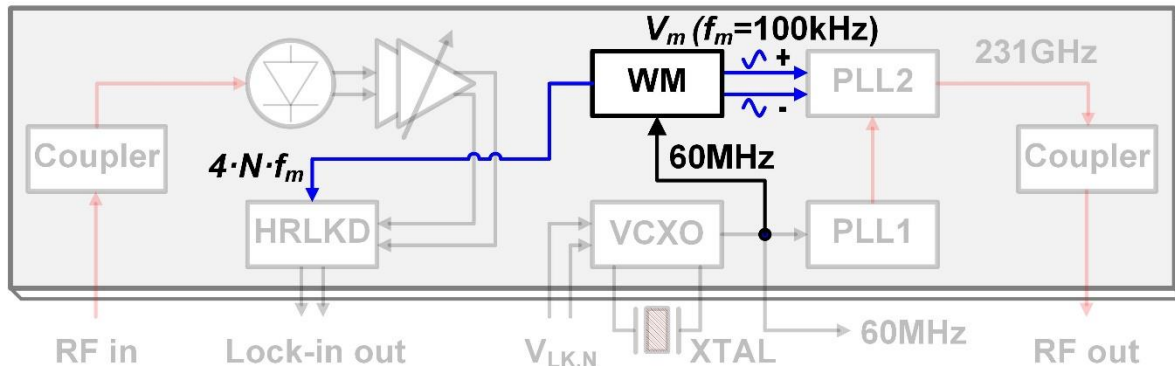 V_m (f_m=100kHz)
231GHz
WM
+
-
PLL2
Coupler
60MHz
Coupler
4·N·f_m
HRLKD
VCXO
PLL1
RF in
Lock-in out
V_LK,N
XTAL
60MHz
RF out